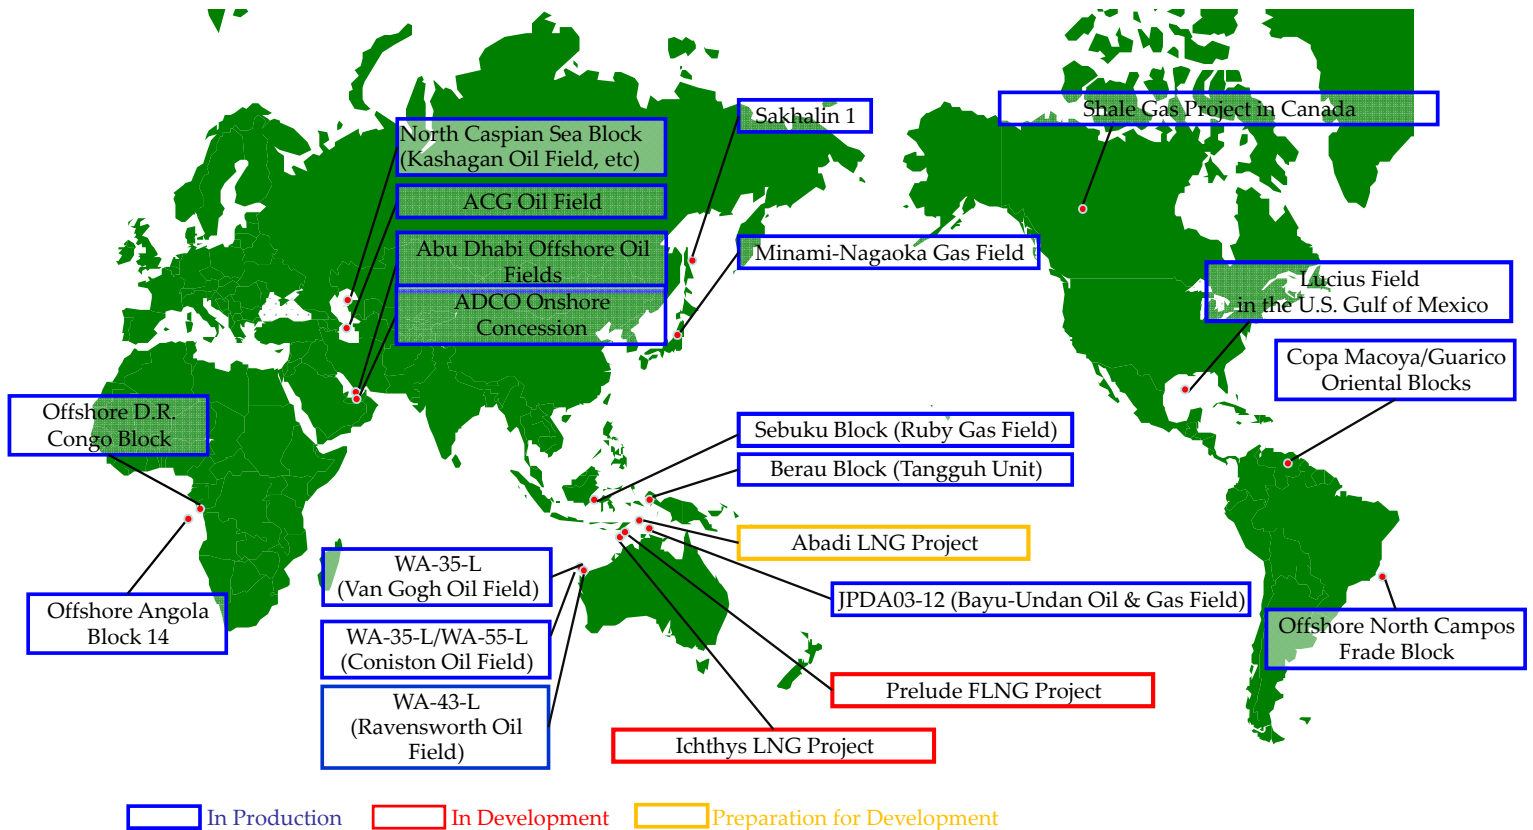 Sakhalin 1
Shale Gas Project in Canada
North Caspian Sea Block
(Kashagan Oil Field, etc)
ACG Oil Field
Abu Dhabi Offshore Oil
Fields
ADCO Onshore
Concession
Minami-Nagaoka Gas Field
Lucius Field
in the U.S. Gulf of Mexico
Copa Macoya/Guarico
Oriental Blocks
Offshore D.R.
Congo Block
Sebuku Block (Ruby Gas Field)
Berau Block (Tangguh Unit)
Abadi LNG Project
WA-35-L
(Van Gogh Oil Field)
JPDA03-12 (Bayu-Undan Oil & Gas Field)
Offshore Angola
Block 14
WA-35-L/WA-55-L
(Coniston Oil Field)
Offshore North Campos
Frade Block
Prelude FLNG Project
WA-43-L
(Ravensworth Oil
Field)
Ichthys LNG Project
In Production
In Development
Preparation for Development